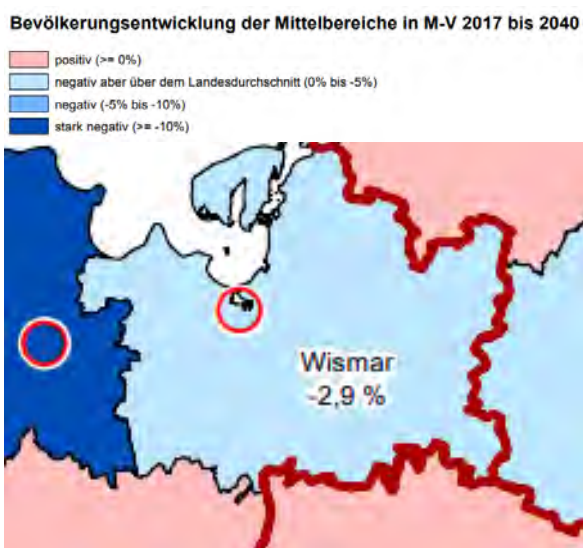 Bevölkerungsentwicklung der Mittelbereiche in M-V 2017 bis 2040
positiv (>= 0%)
negativ aber über dem Landesdurchschnitt (0% bis -5%)
negativ (-5% bis -10%)
stark negativ (>= -10%)
Wismar
-2,9 %